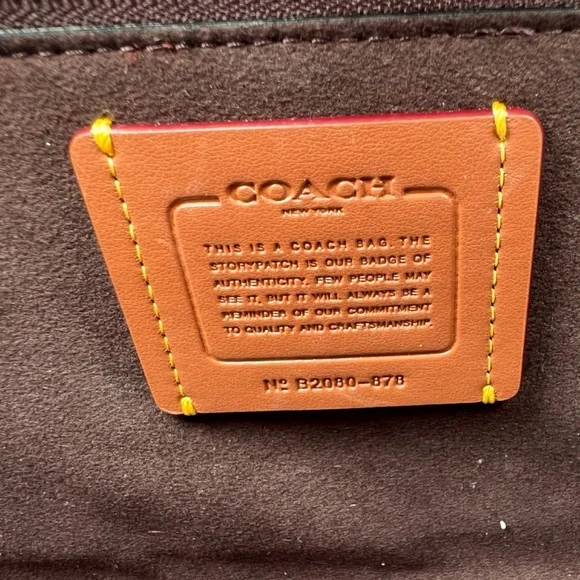 COACH
NEW YORK
THIS IS A COACH BAG. THE
STORYPATCH IS OUR BADGE OF
AUTHENTICITY. FEW PEOPLE MAY
SEE IT, BUT IT WILL ALWAYS BE A
REMINDER OF OUR COMMITMENT
TO QUALITY AND CRAFTSMANSHIP.
Nº B2080-878